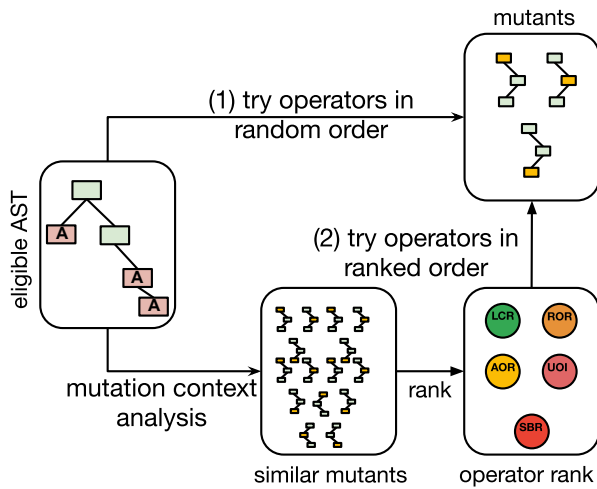 mutants
(1) try operators in
random order
eligible AST
A
A
A
(2) try operators in
ranked order
LCR
ROR
AOR
UOI
SBR
mutation context
analysis
rank
similar mutants
operator rank